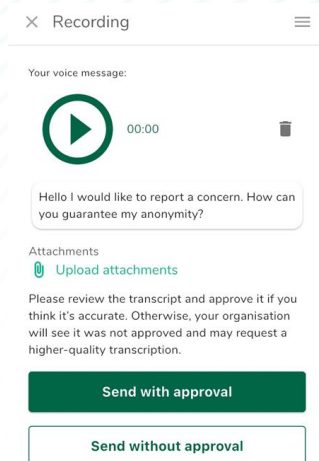 Recording
Your voice message:
00:00
Hello I would like to report a concern. How can
you guarantee my anonymity?
Attachments
Upload attachments
Please review the transcript and approve it if you
think it's accurate. Otherwise, your organisation
will see it was not approved and may request a
higher-quality transcription.
Send with approval
Send without approval